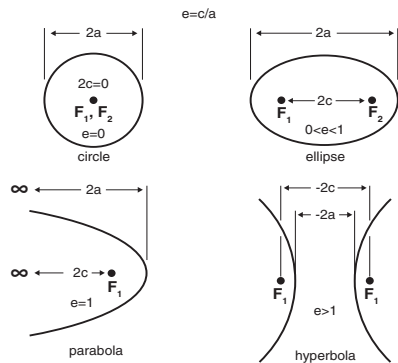 e=c/a
2a
2c=0
F₁, F₂
e=0
circle
2a
2c
F₁
F₂
0<e<1
ellipse
∞
2a
∞
2c
F₁
e=1
parabola
-2c
-2a
F₁
F₁
e>1
hyperbola